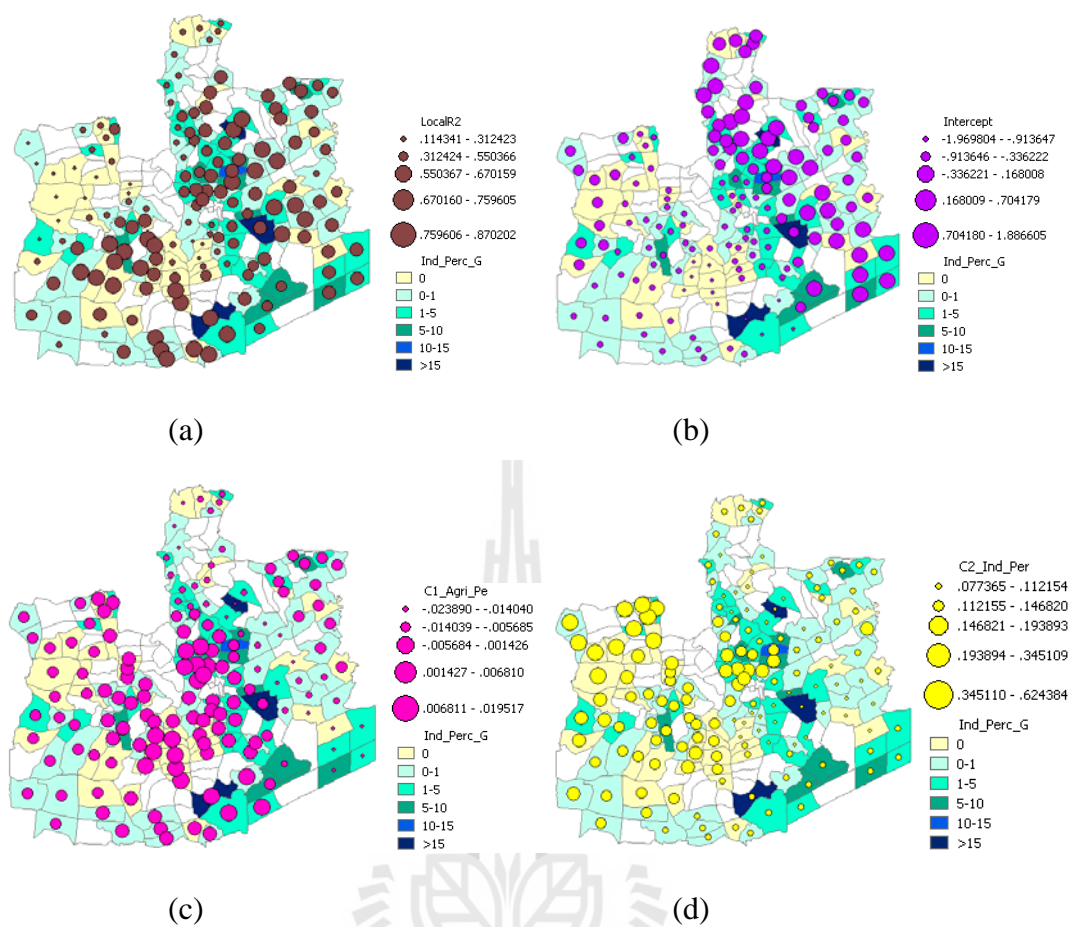 LocalR2
.114341 - .312423
.312424 - .550366
.550367 - .670159
.670160 - .759605
.759606 - .870202
Ind_Perc_G
0
0-1
1-5
5-10
10-15
>15
(a)
Intercept
-1.969804 - -.913647
-.913646 - -.336222
-.336221 - .168008
.168009 - .704179
.704180 - 1.886605
Ind_Perc_G
0
0-1
1-5
5-10
10-15
>15
(b)
C1_Agri_Pe
-.023890 - -.014040
-.014039 - -.005685
-.005684 - .001426
.001427 - .006810
.006811 - .019517
Ind_Perc_G
0
0-1
1-5
5-10
10-15
>15
(c)
C2_Ind_Per
.077365 - .112154
.112155 - .146820
.146821 - .193893
.193894 - .345109
.345110 - .624384
Ind_Perc_G
0
0-1
1-5
5-10
10-15
>15
(d)